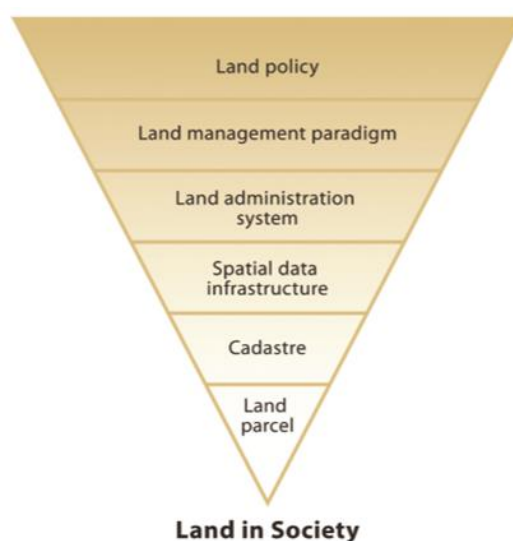 Land policy
Land management paradigm
Land administration
system
Spatial data
infrastructure
Cadastre
Land
parcel
Land in Society